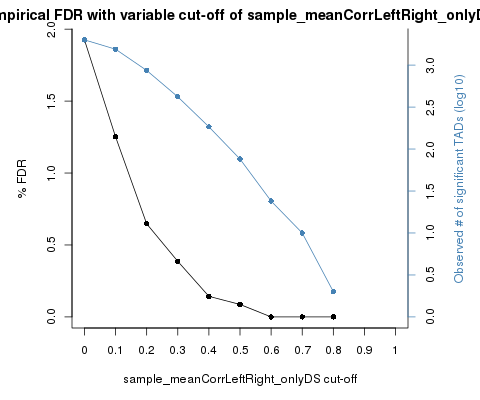 mpirical FDR with variable cut-off of sample_meanCorrLeftRight_onlyD
% FDR
2.0
1.5
1.0
0.5
0.0
3.0
2.5
2.0
1.5
1.0
0.5
0.0
Observed # of significant TADs (log10)
0 0.1 0.2 0.3 0.4 0.5 0.6 0.7 0.8 0.9 1
sample_meanCorrLeftRight_onlyDS cut-off